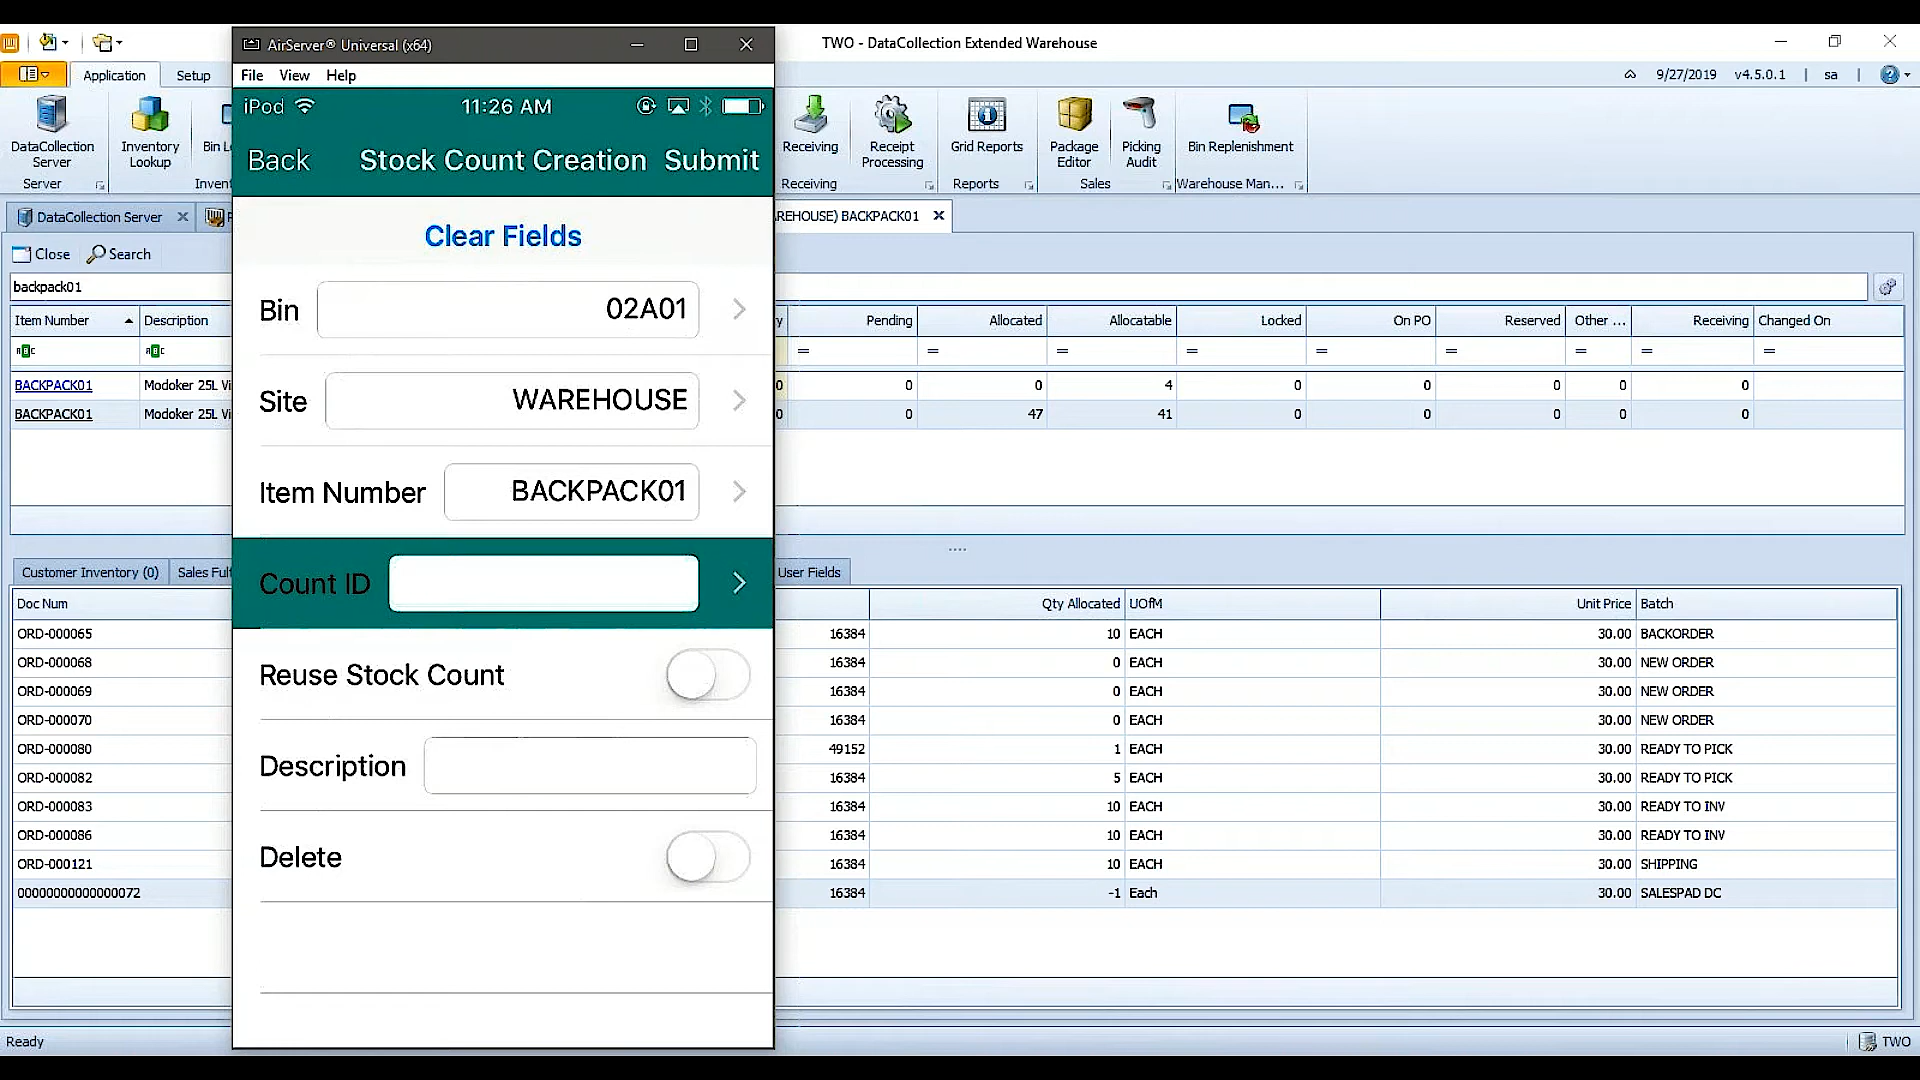 AirServer® Universal (x64)
TWO - DataCollection Extended Warehouse
Application
Setup
File View Help
9/27/2019 v4.5.0.1 | sa |
iPod
11:26 AM
DataCollection
Server
Server
Inventory
Lookup
Bin Lo
Invent
Back
Stock Count Creation
Submit
Receiving
Receiving
Receipt
Processing
Grid Reports
Reports
Package
Editor
Picking
Audit
Sales
Bin Replenishment
Warehouse Man...
DataCollection Server
AREHOUSE) BACKPACK01
Clear Fields
Close
Search
backpack01
Item Number
Description
Pending
Allocated
Allocatable
Locked
On PO
Reserved
Other ...
Receiving
Changed On
Bin
02A01
= = = = = = = = =
BACKPACK01 Modoker 25L Vi 0 0 0 4 0 0 0 0 0
BACKPACK01 Modoker 25L Vi 0 0 47 41 0 0 0 0 0
Site
WAREHOUSE
Item Number
BACKPACK01
Customer Inventory (0)
Sales Fulf
User Fields
Count ID
Doc Num Qty Allocated UOfM Unit Price Batch
ORD-000065 16384 10 EACH 30.00 BACKORDER
ORD-000068 16384 0 EACH 30.00 NEW ORDER
ORD-000069 16384 0 EACH 30.00 NEW ORDER
ORD-000070 16384 0 EACH 30.00 NEW ORDER
ORD-000080 49152 1 EACH 30.00 READY TO PICK
ORD-000082 16384 5 EACH 30.00 READY TO PICK
ORD-000083 16384 10 EACH 30.00 READY TO INV
ORD-000086 16384 10 EACH 30.00 READY TO INV
ORD-000121 16384 10 EACH 30.00 SHIPPING
00000000000000072 16384 -1 Each 30.00 SALESPAD DC
Reuse Stock Count
Description
Delete
Ready
TWO